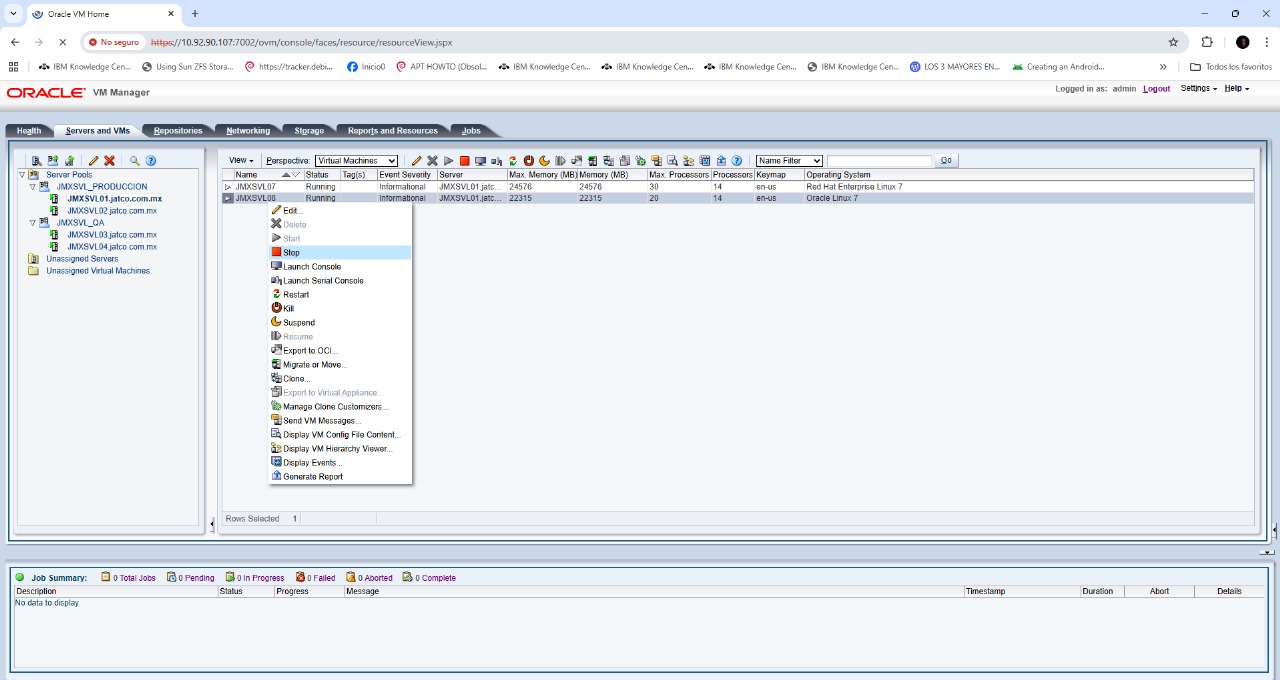 Oracle VM Home
No seguro https://10.92.90.107:7002/ovm/console/faces/resource/resourceView.jspx
IBM Knowledge Cen... Using Sun ZFS Stora... https://tracker.debi... Inicio0 APT HOWTO (Obsol... IBM Knowledge Cen... IBM Knowledge Cen... IBM Knowledge Cen... IBM Knowledge Cen... LOS 3 MAYORES EN... Creating an Android... » Todos los favoritos
ORACLE VM Manager
Logged in as: admin Logout Settings Help
Health Servers and VMs Repositories Networking Storage Reports and Resources Jobs
Server Pools
JMXSVL_PRODUCCION
JMXSVL01.jatco.com.mx
JMXSVL02.jatco.com.mx
JMXSVL_QA
JMXSVL03.jatco.com.mx
JMXSVL04.jatco.com.mx
Unassigned Servers
Unassigned Virtual Machines
View Perspective: Virtual Machines Name Filter Go
Name Status Tag(s) Event Severity Server Max. Memory (MB) Memory (MB) Max. Processors Processors Keymap Operating System
JMXSVL07 Running Informational JMXSVL01.jatc... 24576 24576 30 14 en-us Red Hat Enterprise Linux 7
JMXSVL08 Running Informational JMXSVL01.jatc... 22315 22315 20 14 en-us Oracle Linux 7
Edit...
Delete
Start
Stop
Launch Console
Launch Serial Console
Restart
Kill
Suspend
Resume
Export to OCI...
Migrate or Move...
Clone...
Export to Virtual Appliance...
Manage Clone Customizers...
Send VM Messages...
Display VM Config File Content...
Display VM Hierarchy Viewer...
Display Events...
Generate Report
Rows Selected 1
Job Summary: 0 Total Jobs 0 Pending 0 In Progress 0 Failed 0 Aborted 0 Complete
Description Status Progress Message Timestamp Duration Abort Details
No data to display